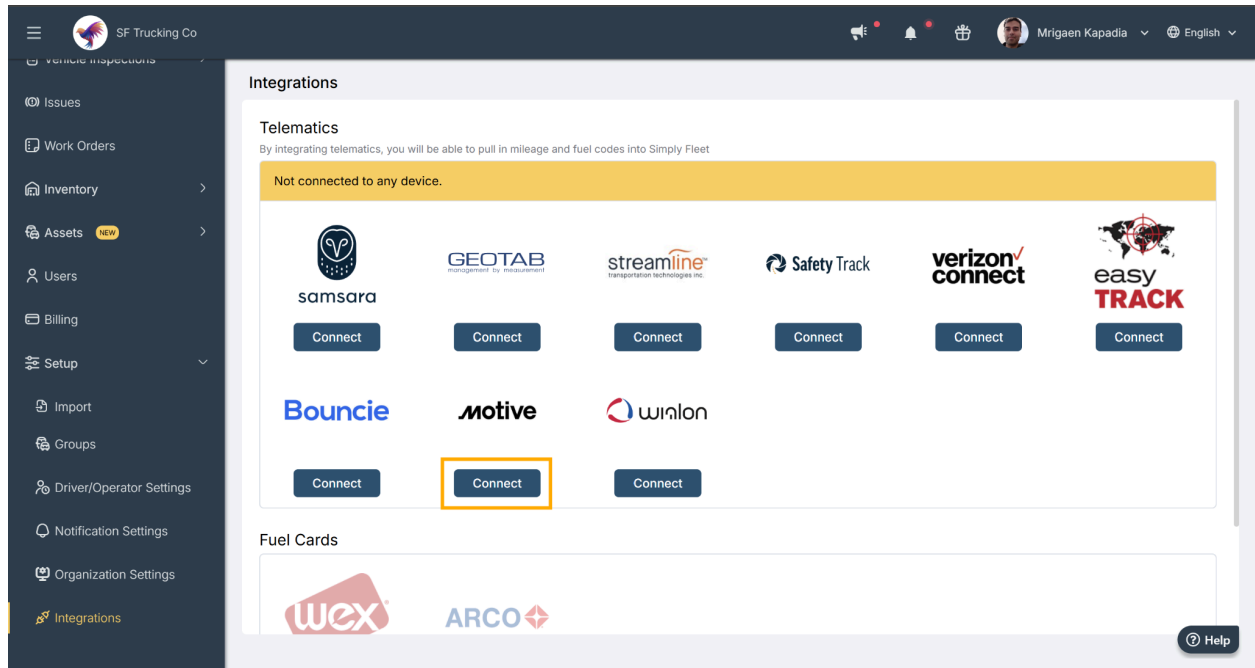 SF Trucking Co
Mrigaen Kapadia
English
Vehicle Inspections
Issues
Work Orders
Inventory
Assets NEW
Users
Billing
Setup
Import
Groups
Driver/Operator Settings
Notification Settings
Organization Settings
Integrations
Integrations
Telematics
By integrating telematics, you will be able to pull in mileage and fuel codes into Simply Fleet
Not connected to any device.
samsara
GEOTAB
management by measurement
streamline
transportation technologies inc.
Safety Track
verizon
connect
easy
TRACK
Connect Connect Connect Connect Connect Connect
Bouncie
motive
wialon
Connect Connect Connect
Fuel Cards
wex
ARCO
Help